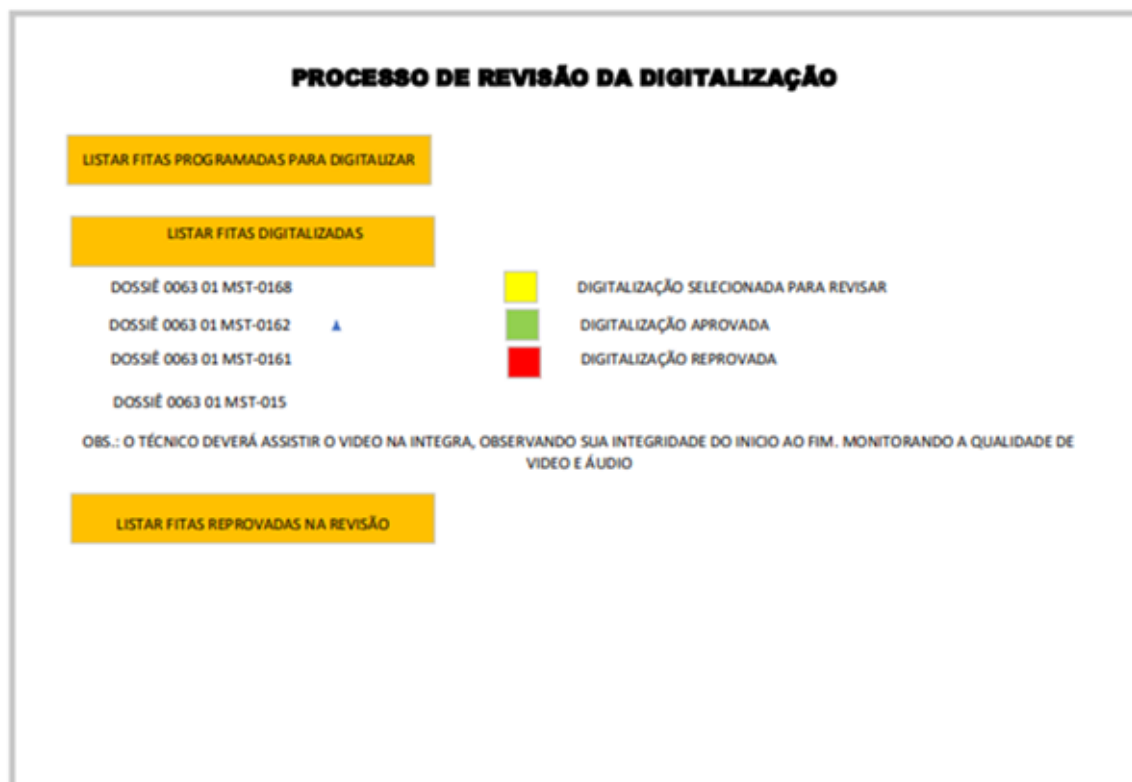 PROCESSO DE REVISÃO DA DIGITALIZAÇÃO
LISTAR FITAS PROGRAMADAS PARA DIGITALIZAR
LISTAR FITAS DIGITALIZADAS
DOSSIÊ 0063 01 MST-0168
DIGITALIZAÇÃO SELECIONADA PARA REVISAR
DOSSIÊ 0063 01 MST-0162
DIGITALIZAÇÃO APROVADA
DOSSIÊ 0063 01 MST-0161
DIGITALIZAÇÃO REPROVADA
DOSSIÊ 0063 01 MST-015
OBS.: O TÉCNICO DEVERÁ ASSISTIR O VIDEO NA INTEGRA, OBSERVANDO SUA INTEGRIDADE DO INICIO AO FIM. MONITORANDO A QUALIDADE DE
VIDEO E ÁUDIO
LISTAR FITAS REPROVADAS NA REVISÃO